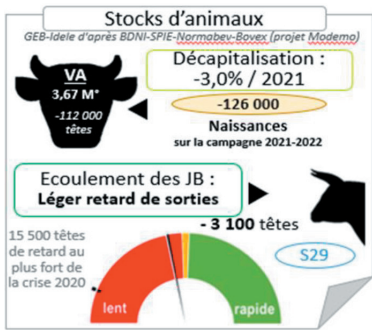 Stocks d'animaux
GEB-Idele d'après BDNI-SPIE-Normabev-Bovex (projet Modemo)
VA
3,67 M°
-112 000
têtes
Décapitalisation :
-3,0% / 2021
-126 000
Naissances
sur la campagne 2021-2022
Ecoulement des JB :
Léger retard de sorties
- 3 100 têtes
15 500 têtes
de retard au
plus fort de
la crise 2020
S29
lent
rapide